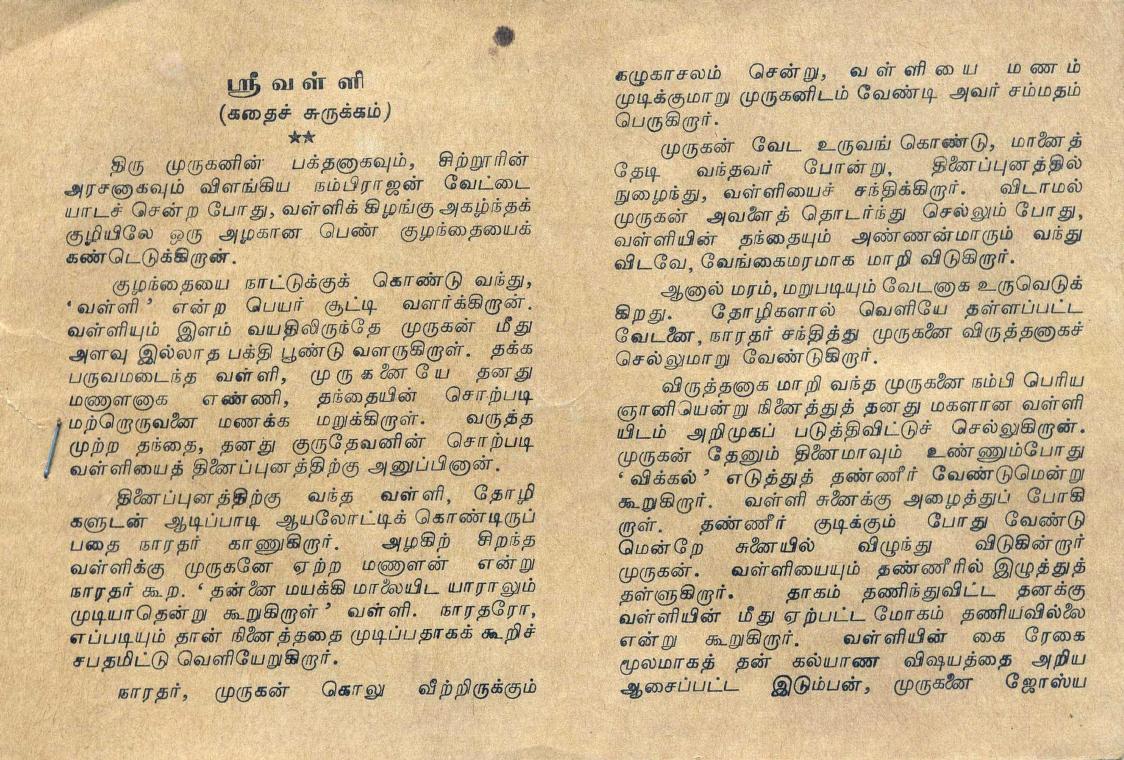 ஸ்ரீ வள்ளி
(கதைச் சுருக்கம்)
★★
திரு முருகனின் பக்தனாகவும், சிற்றூரின்
அரசனாகவும் விளங்கிய நம்பிராஜன் வேட்டை
யாடச் சென்ற போது, வள்ளிக் கிழங்கு அகழ்ந்தக்
குழியிலே ஒரு அழகான பெண் குழந்தையைக்
கண்டெடுக்கிறான்.
குழந்தையை நாட்டுக்குக் கொண்டு வந்து,
‘வள்ளி’ என்ற பெயர் சூட்டி வளர்க்கிறான்.
வள்ளியும் இளம் வயதிலிருந்தே முருகன் மீது
அளவு இல்லாத பக்தி பூண்டு வளருகிறாள். தக்க
பருவமடைந்த வள்ளி, முருகனையே தனது
மணாளனாக எண்ணி, தந்தையின் சொற்படி
மற்றொருவனை மணக்க மறுக்கிறாள். வருத்த
முற்ற தந்தை, தனது குருதேவனின் சொற்படி
வள்ளியைத் தினைப்புனத்திற்கு அனுப்பினான்.
தினைப்புனத்திற்கு வந்த வள்ளி, தோழி
களுடன் ஆடிப்பாடி ஆயலோட்டிக் கொண்டிருப்
பதை நாரதர் காணுகிறார். அழகிற் சிறந்த
வள்ளிக்கு முருகனே ஏற்ற மணாளன் என்று
நாரதர் கூற. ‘தன்னை மயக்கி மாலையிட யாராலும்
முடியாதென்று கூறுகிறாள்’ வள்ளி. நாரதரோ,
எப்படியும் தான் நினைத்ததை முடிப்பதாகக் கூறிச்
சபதமிட்டு வெளியேறுகிறார்.
நாரதர், முருகன் கொலு வீற்றிருக்கும்
கழுகாசலம் சென்று, வள்ளியை மணம்
முடிக்குமாறு முருகனிடம் வேண்டி அவர் சம்மதம்
பெருகிறார்.
முருகன் வேட உருவங் கொண்டு, மானைத்
தேடி வந்தவர் போன்று, தினைப்புனத்தில்
நுழைந்து, வள்ளியைச் சந்திக்கிறார். விடாமல்
முருகன் அவளைத் தொடர்ந்து செல்லும் போது,
வள்ளியின் தந்தையும் அண்ணன்மாரும் வந்து
விடவே, வேங்கைமரமாக மாறி விடுகிறார்.
ஆனால் மரம், மறுபடியும் வேடனாக உருவெடுக்
கிறது. தோழிகளால் வெளியே தள்ளப்பட்ட
வேடனை, நாரதர் சந்தித்து முருகனை விருத்தனாகச்
செல்லுமாறு வேண்டுகிறார்.
விருத்தனாக மாறி வந்த முருகனை நம்பி பெரிய
ஞானியென்று நினைத்துத் தனது மகளான வள்ளி
யிடம் அறிமுகப் படுத்திவிட்டுச் செல்லுகிறான்.
முருகன் தேனும் தினைமாவும் உண்ணும்போது
‘விக்கல்’ எடுத்துத் தண்ணீர் வேண்டுமென்று
கூறுகிறார். வள்ளி சுனைக்கு அழைத்துப் போகி
றாள். தண்ணீர் குடிக்கும் போது வேண்டு
மென்றே சுனையில் விழுந்து விடுகின்றார்
முருகன். வள்ளியையும் தண்ணீரில் இழுத்துத்
தள்ளுகிறார். தாகம் தணிந்துவிட்ட தனக்கு
வள்ளியின் மீது ஏற்பட்ட மோகம் தணியவில்லை
என்று கூறுகிறார். வள்ளியின் கை ரேகை
மூலமாகத் தன் கல்யாண விஷயத்தை அறிய
ஆசைப்பட்ட இடும்பன், முருகனை ஜோஸ்ய